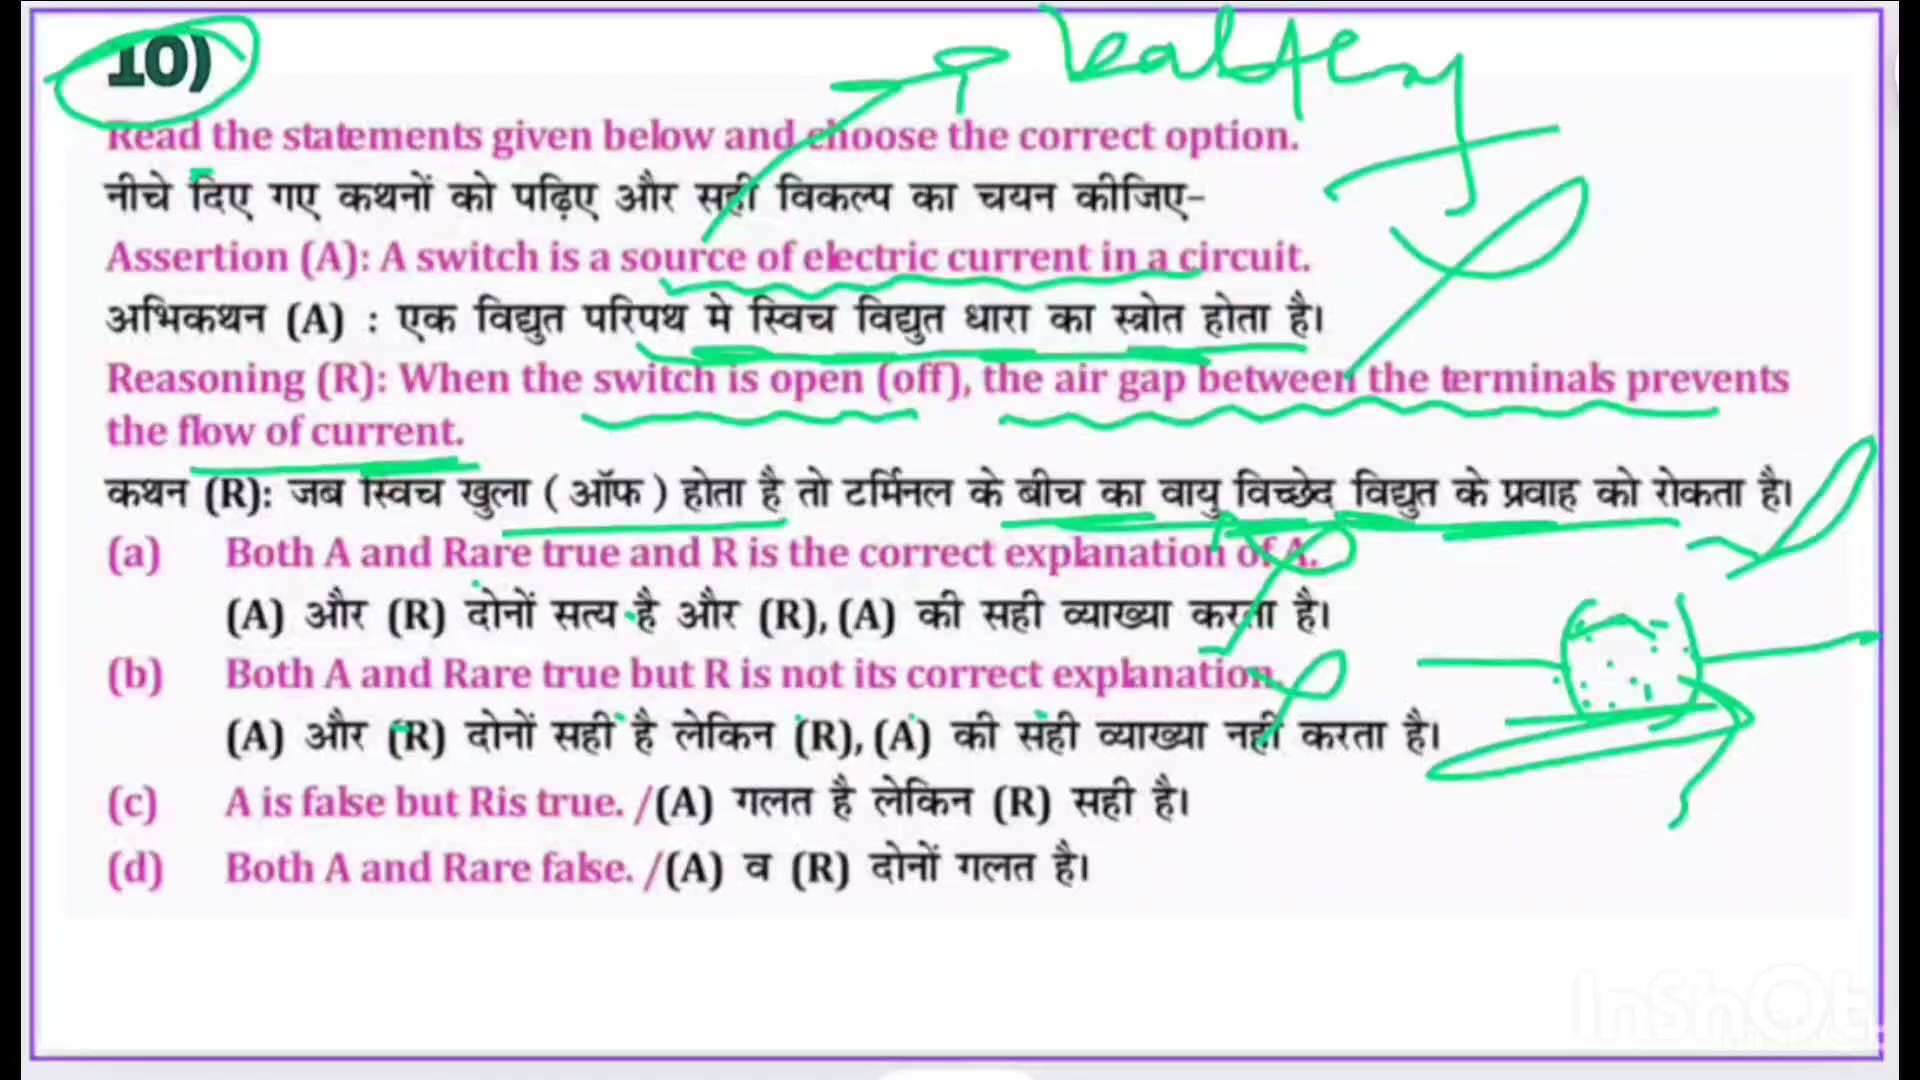 10)
battery
Read the statements given below and choose the correct option.
नीचे दिए गए कथनों को पढ़िए और सही विकल्प का चयन कीजिए-
Assertion (A): A switch is a source of electric current in a circuit.
अभिकथन (A) : एक विद्युत परिपथ मे स्विच विद्युत धारा का स्त्रोत होता है।
Reasoning (R): When the switch is open (off), the air gap between the terminals prevents
the flow of current.
कथन (R): जब स्विच खुला ( ऑफ ) होता है तो टर्मिनल के बीच का वायु विच्छेद विद्युत के प्रवाह को रोकता है।
(a) Both A and Rare true and R is the correct explanation of A.
(A) और (R) दोनों सत्य है और (R), (A) की सही व्याख्या करता है।
(b) Both A and Rare true but R is not its correct explanation.
(A) और (R) दोनों सही है लेकिन (R), (A) की सही व्याख्या नही करता है।
(c) A is false but Ris true. /(A) गलत है लेकिन (R) सही है।
(d) Both A and Rare false. /(A) व (R) दोनों गलत है।
InShOt